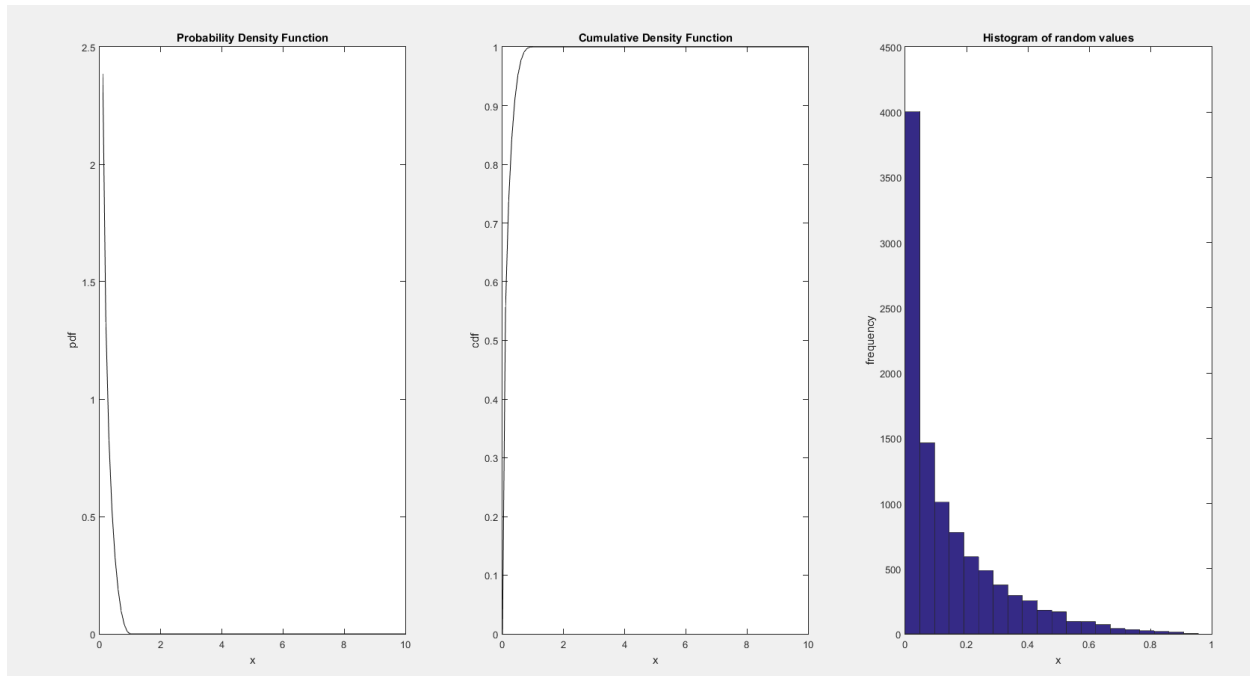 Probability Density Function
2.5
2
1.5
1
0.5
0
pdf
0 2 4 6 8 10
x
Cumulative Density Function
1
0.9
0.8
0.7
0.6
0.5
0.4
0.3
0.2
0.1
0
cdf
0 2 4 6 8 10
x
Histogram of random values
4500
4000
3500
3000
2500
2000
1500
1000
500
0
frequency
0 0.2 0.4 0.6 0.8 1
x